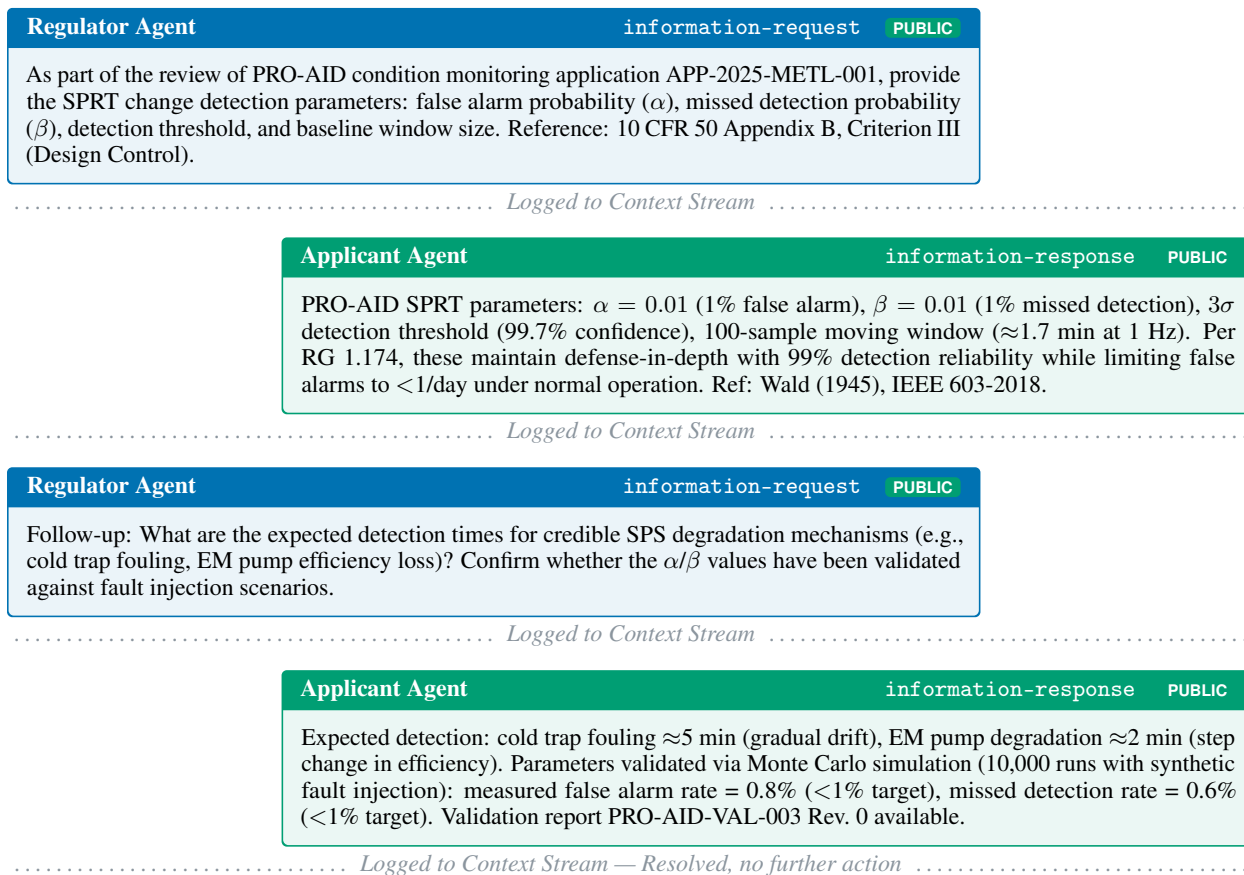 Regulator Agent information-request PUBLIC
As part of the review of PRO-AID condition monitoring application APP-2025-METL-001, provide
the SPRT change detection parameters: false alarm probability (α), missed detection probability
(β), detection threshold, and baseline window size. Reference: 10 CFR 50 Appendix B, Criterion III
(Design Control).
Logged to Context Stream
Applicant Agent information-response PUBLIC
PRO-AID SPRT parameters: α = 0.01 (1% false alarm), β = 0.01 (1% missed detection), 3σ
detection threshold (99.7% confidence), 100-sample moving window (≈1.7 min at 1 Hz). Per
RG 1.174, these maintain defense-in-depth with 99% detection reliability while limiting false
alarms to <1/day under normal operation. Ref: Wald (1945), IEEE 603-2018.
Logged to Context Stream
Regulator Agent information-request PUBLIC
Follow-up: What are the expected detection times for credible SPS degradation mechanisms (e.g.,
cold trap fouling, EM pump efficiency loss)? Confirm whether the α/β values have been validated
against fault injection scenarios.
Logged to Context Stream
Applicant Agent information-response PUBLIC
Expected detection: cold trap fouling ≈5 min (gradual drift), EM pump degradation ≈2 min (step
change in efficiency). Parameters validated via Monte Carlo simulation (10,000 runs with synthetic
fault injection): measured false alarm rate = 0.8% (<1% target), missed detection rate = 0.6%
(<1% target). Validation report PRO-AID-VAL-003 Rev. 0 available.
Logged to Context Stream — Resolved, no further action